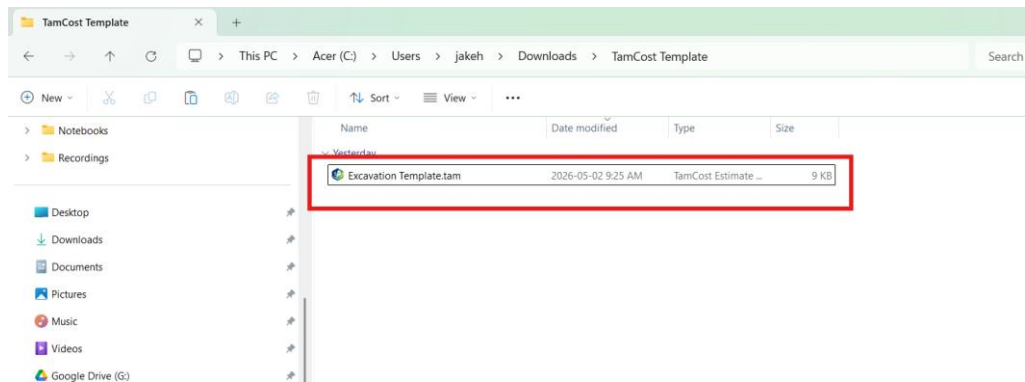 TamCost Template
This PC > Acer (C:) > Users > jakeh > Downloads > TamCost Template
Search
New
Sort
View
Name Date modified Type Size
Notebooks
Yesterday
Recordings
Excavation Template.tam 2026-05-02 9:25 AM TamCost Estimate ... 9 KB
Desktop
Downloads
Documents
Pictures
Music
Videos
Google Drive (G:)